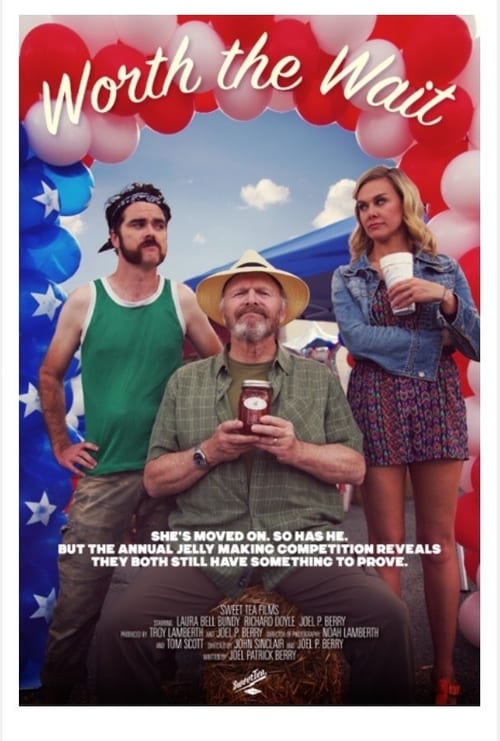 Worth the Wait
SHE'S MOVED ON. SO HAS HE.
BUT THE ANNUAL JELLY MAKING COMPETITION REVEALS
THEY BOTH STILL HAVE SOMETHING TO PROVE.
SWEET TEA FILMS
STARRING LAURA BELL BUNDY RICHARD DOYLE JOEL P. BERRY
PRODUCED BY TROY LAMBERTH AND JOEL P. BERRY DIRECTOR OF PHOTOGRAPHY NOAH LAMBERTH
AND TOM SCOTT DIRECTED BY JOHN SINCLAIR AND JOEL P. BERRY
WRITTEN BY JOEL PATRICK BERRY
Sweet Tea